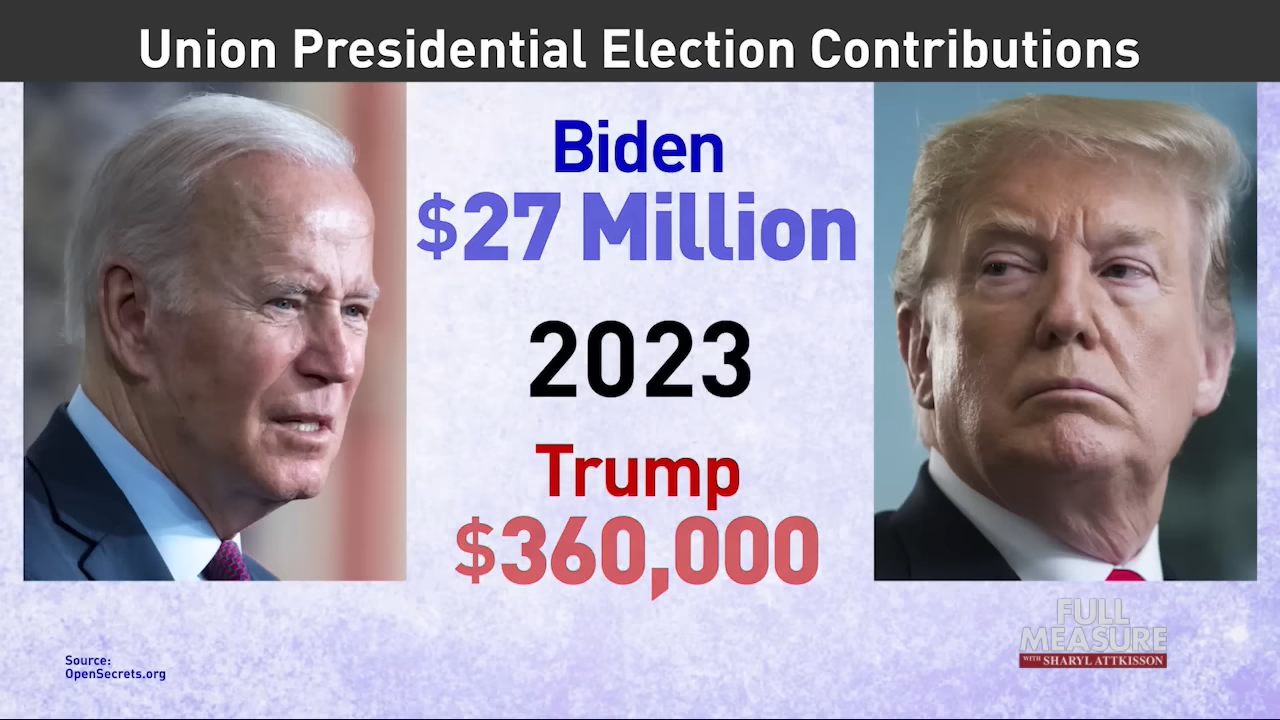 Union Presidential Election Contributions
Biden
$27 Million
2023
Trump
$360,000
FULL
MEASURE
WITH SHARYL ATTKISSON
Source:
OpenSecrets.org